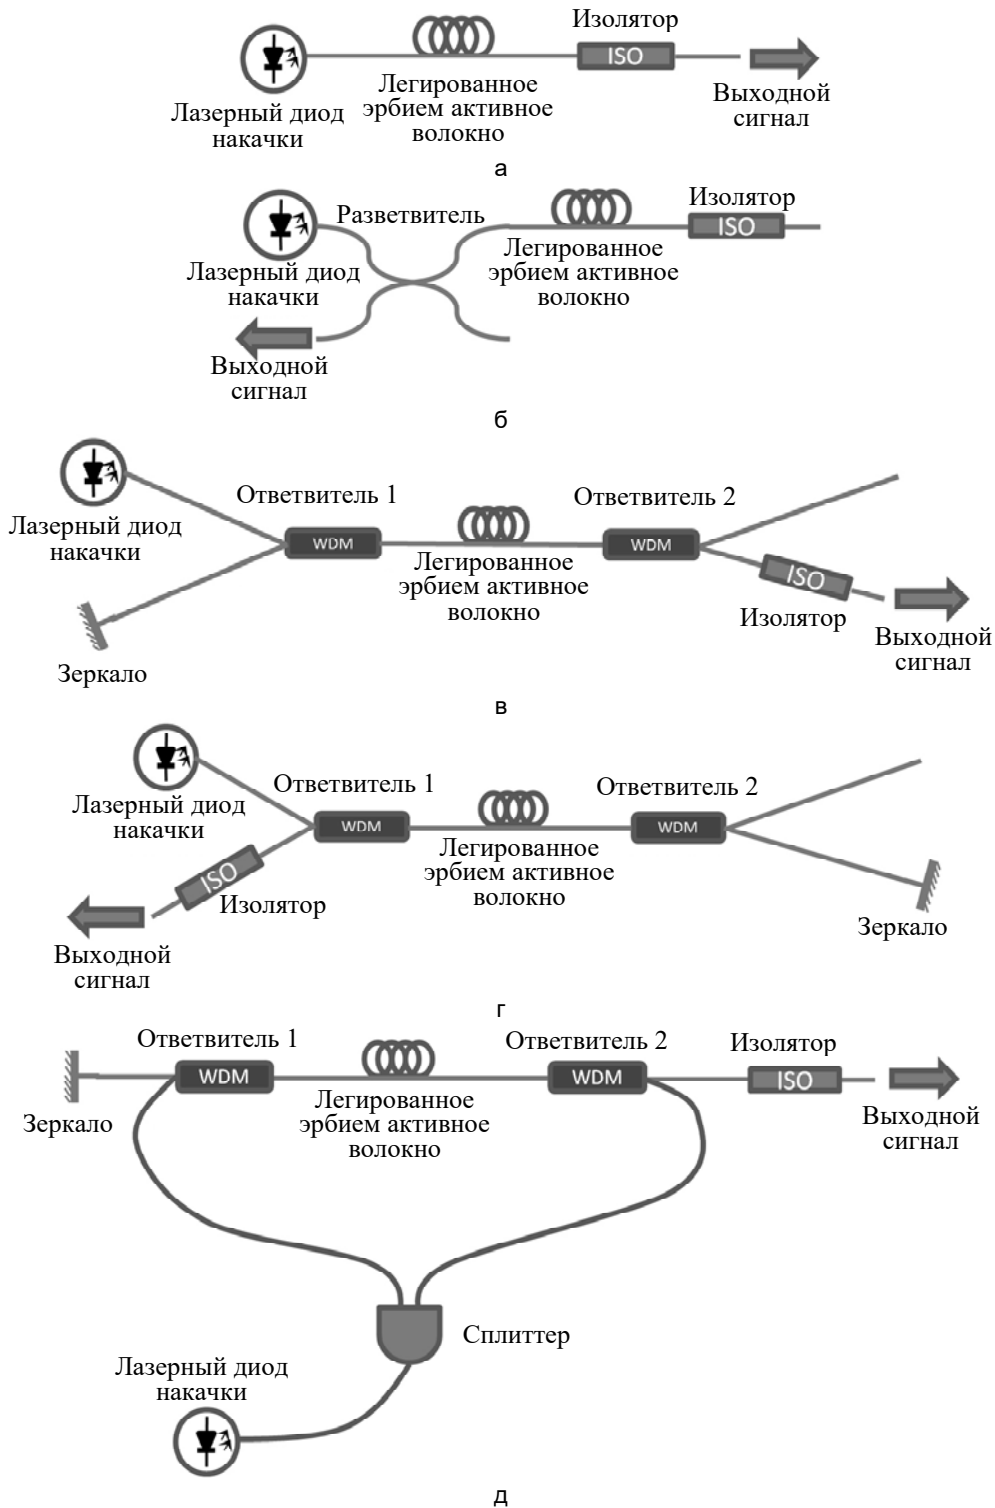 Изолятор
ISO
Легированное
эрбием активное
волокно
Выходной
сигнал
Лазерный диод
накачки
а
Разветвитель
Изолятор
ISO
Легированное
эрбием активное
волокно
Лазерный диод
накачки
Выходной
сигнал
б
Ответвитель 1
Ответвитель 2
Лазерный диод
накачки
WDM
WDM
Легированное
эрбием активное
волокно
ISO
Изолятор
Выходной
сигнал
Зеркало
в
Ответвитель 1
Ответвитель 2
Лазерный диод
накачки
WDM
WDM
Легированное
эрбием активное
волокно
ISO
Изолятор
Зеркало
Выходной
сигнал
г
Ответвитель 1
Ответвитель 2
Изолятор
WDM
WDM
ISO
Зеркало
Легированное
эрбием активное
волокно
Выходной
сигнал
Сплиттер
Лазерный диод
накачки
д